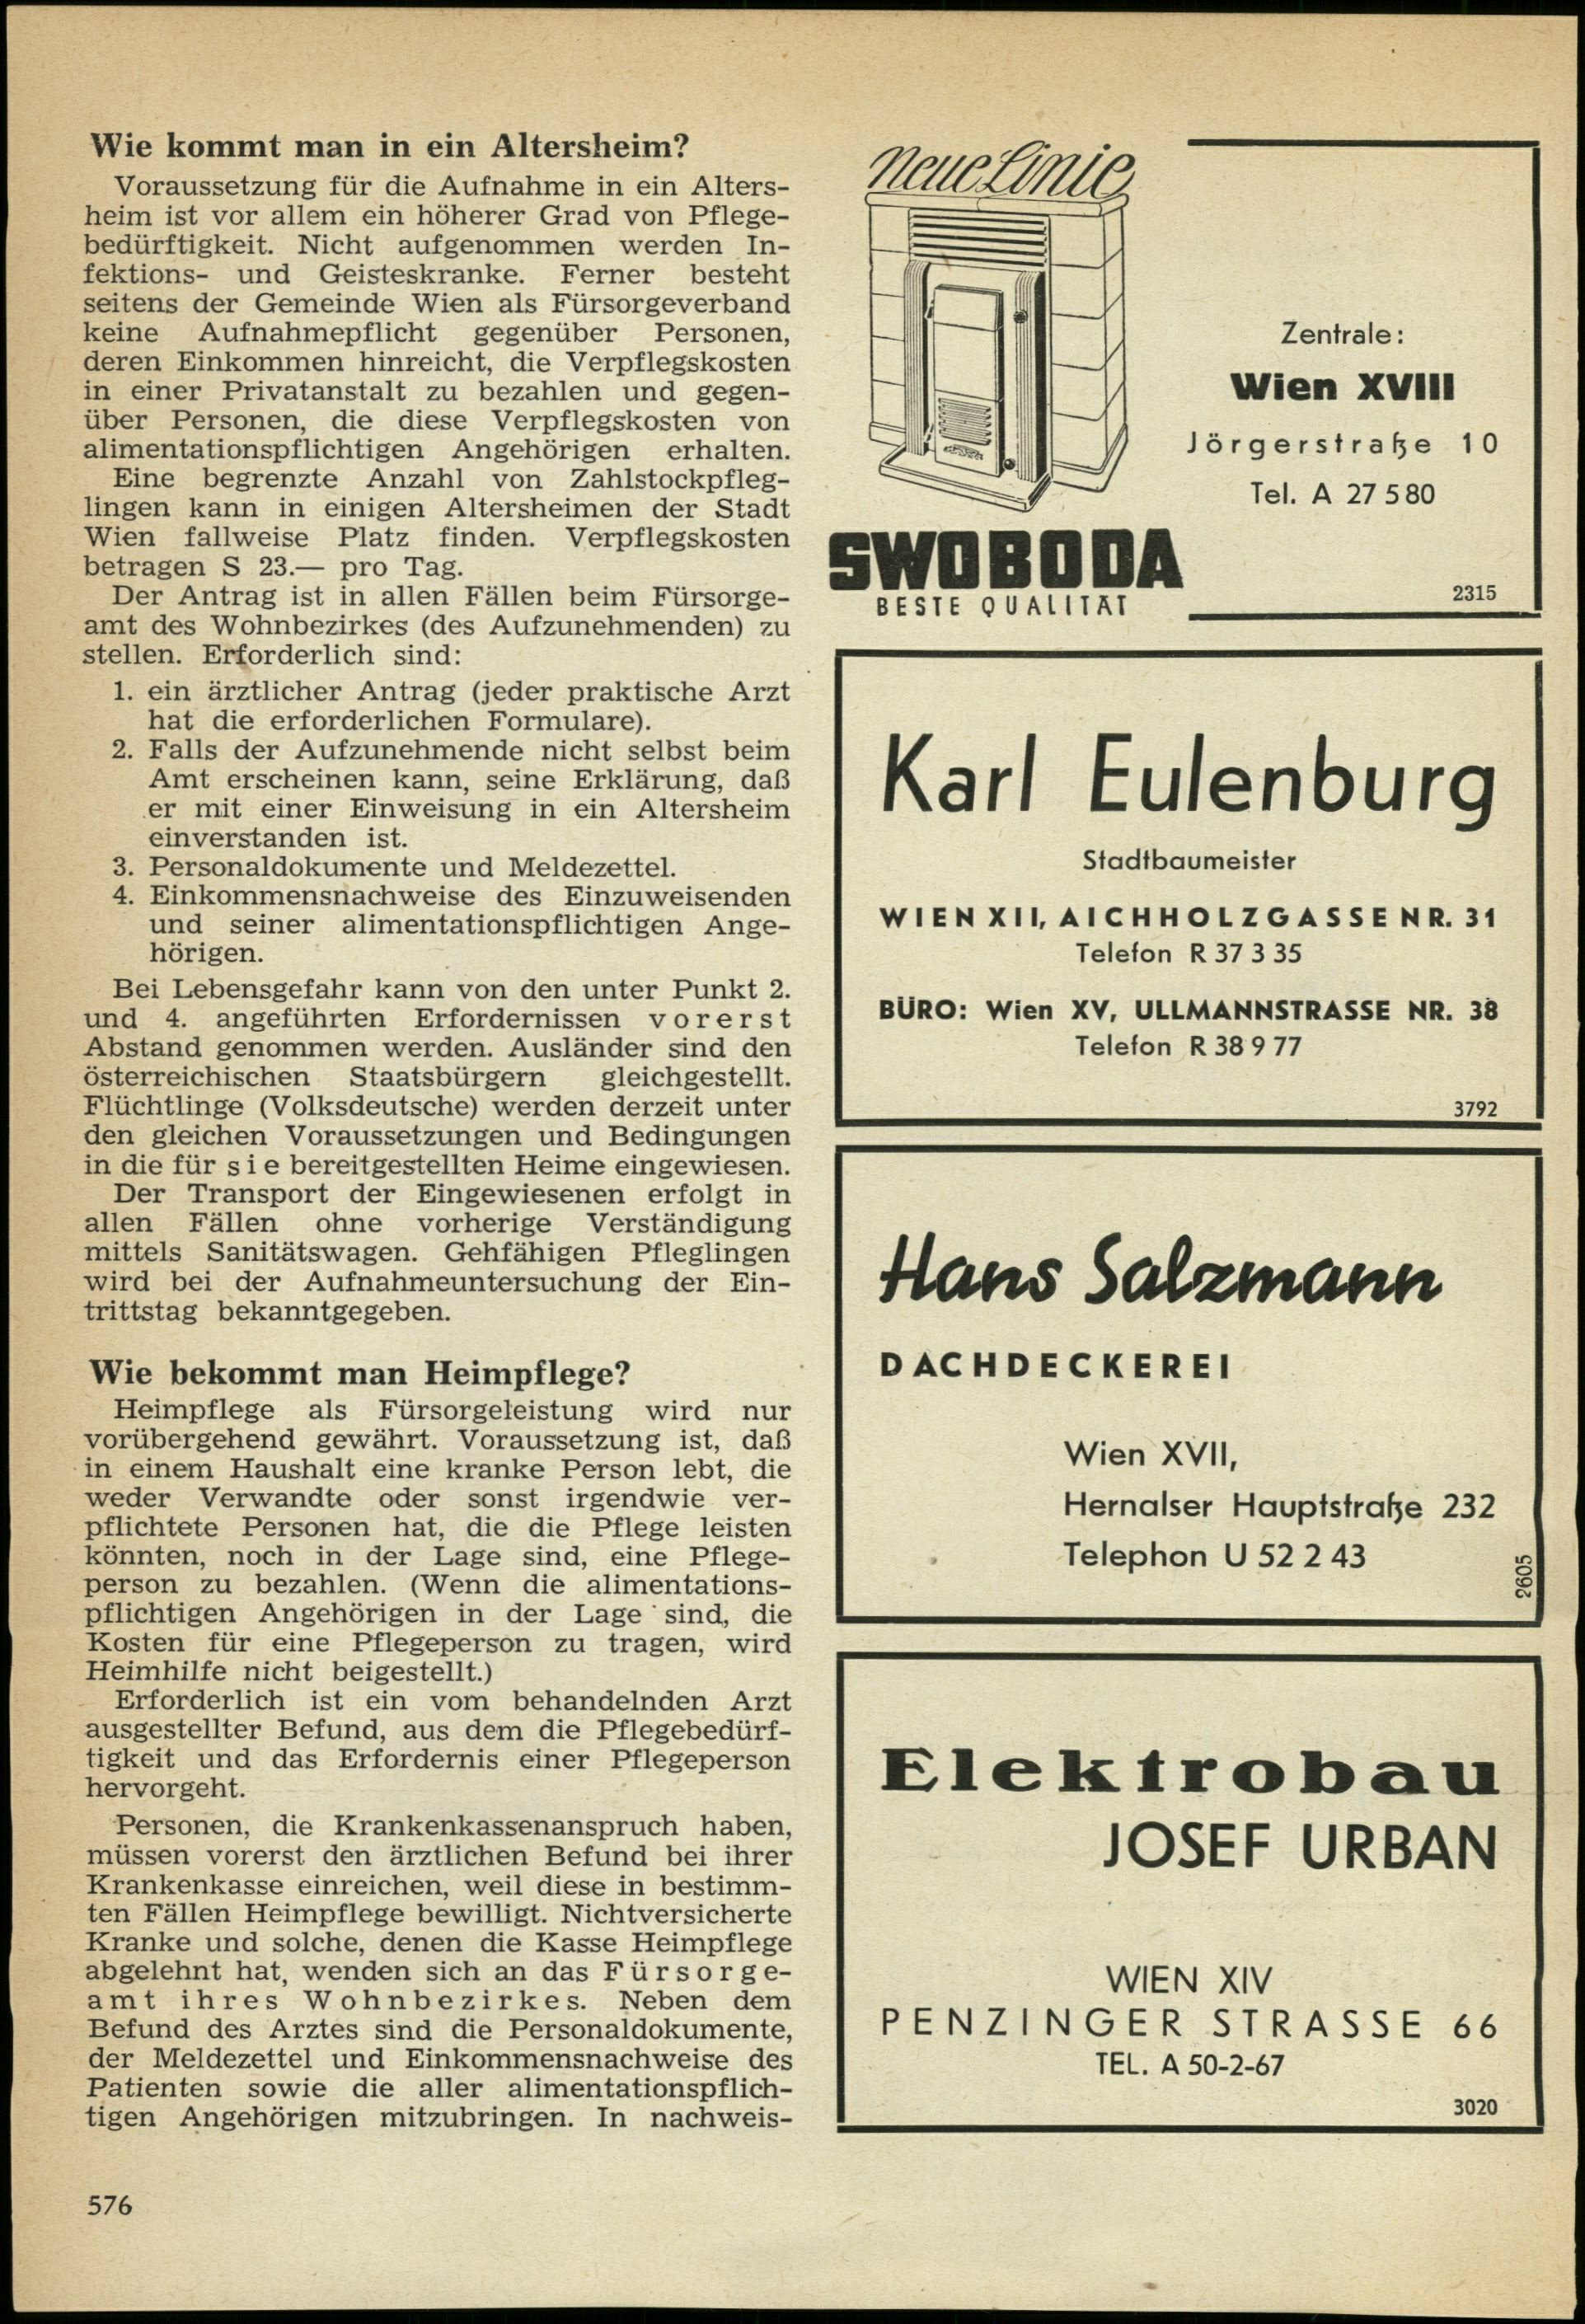 Wie kommt man in ein Altersheim?
Voraussetzung für die Aufnahme in ein Alters-
heim ist vor allem ein höherer Grad von Pflege-
bedürftigkeit. Nicht aufgenommen werden In-
fektions- und Geisteskranke. Ferner besteht
seitens der Gemeinde Wien als Fürsorgeverband
keine Aufnahmepflicht gegenüber Personen,
deren Einkommen hinreicht, die Verpflegskosten
in einer Privatanstalt zu bezahlen und gegen-
über Personen, die diese Verpflegskosten von
alimentationspflichtigen Angehörigen erhalten.
Eine begrenzte Anzahl von Zahlstockpfleg-
lingen kann in einigen Altersheimen der Stadt
Wien fallweise Platz finden. Verpflegskosten
betragen S 23.— pro Tag.
Der Antrag ist in allen Fällen beim Fürsorge-
amt des Wohnbezirkes (des Aufzunehmenden) zu
stellen. Erforderlich sind:
1. ein ärztlicher Antrag (jeder praktische Arzt
hat die erforderlichen Formulare).
2. Falls der Aufzunehmende nicht selbst beim
Amt erscheinen kann, seine Erklärung, daß
er mit einer Einweisung in ein Altersheim
einverstanden ist.
3. Personaldokumente und Meldezettel.
4. Einkommensnachweise des Einzuweisenden
und seiner alimentationspflichtigen Ange-
hörigen.
Bei Lebensgefahr kann von den unter Punkt 2.
und 4. angeführten Erfordernissen vorerst
Abstand genommen werden. Ausländer sind den
österreichischen Staatsbürgern gleichgestellt.
Flüchtlinge (Volksdeutsche) werden derzeit unter
den gleichen Voraussetzungen und Bedingungen
in die für sie bereitgestellten Heime eingewiesen.
Der Transport der Eingewiesenen erfolgt in
allen Fällen ohne vorherige Verständigung
mittels Sanitätswagen. Gehfähigen Pfleglingen
wird bei der Aufnahmeuntersuchung der Ein-
trittstag bekanntgegeben.
Wie bekommt man Heimpflege?
Heimpflege als Fürsorgeleistung wird nur
vorübergehend gewährt. Voraussetzung ist, daß
in einem Haushalt eine kranke Person lebt, die
weder Verwandte oder sonst irgendwie ver-
pflichtete Personen hat, die die Pflege leisten
könnten, noch in der Lage sind, eine Pflege-
person zu bezahlen. (Wenn die alimentations-
pflichtigen Angehörigen in der Lage sind, die
Kosten für eine Pflegeperson zu tragen, wird
Heimhilfe nicht beigestellt.)
Erforderlich ist ein vom behandelnden Arzt
ausgestellter Befund, aus dem die Pflegebedürf-
tigkeit und das Erfordernis einer Pflegeperson
hervorgeht.
Personen, die Krankenkassenanspruch haben,
müssen vorerst den ärztlichen Befund bei ihrer
Krankenkasse einreichen, weil diese in bestimm-
ten Fällen Heimpflege bewilligt. Nichtversicherte
Kranke und solche, denen die Kasse Heimpflege
abgelehnt hat, wenden sich an das Fürsorge-
amt ihres Wohnbezirkes. Neben dem
Befund des Arztes sind die Personaldokumente,
der Meldezettel und Einkommensnachweise des
Patienten sowie die aller alimentationspflich-
tigen Angehörigen mitzubringen. In nachweis-
576
Neue Linie
SWOBODA
BESTE QUALITÄT
Zentrale:
Wien XVIII
Jörgerstraße 10
Tel. A 27 5 80
2315
Karl Eulenburg
Stadtbaumeister
WIEN XII, AICHHOLZGASSE NR. 31
Telefon R 37 3 35
BÜRO: Wien XV, ULLMANNSTRASSE NR. 38
Telefon R 38 9 77
3792
Hans Salzmann
DACHDECKEREI
Wien XVII,
Hernalser Hauptstraße 232
Telephon U 52 2 43
2605
Elektrobau
JOSEF URBAN
WIEN XIV
PENZINGER STRASSE 66
TEL. A 50-2-67
3020